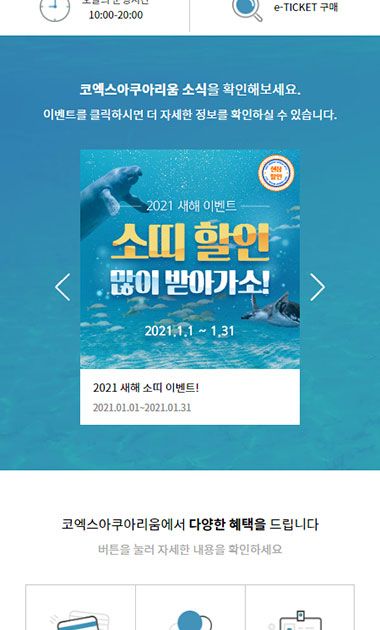 10:00-20:00
e-TICKET 구매
코엑스아쿠아리움 소식을 확인해보세요.
이벤트를 클릭하시면 더 자세한 정보를 확인하실 수 있습니다.
현장
할인
2021 새해 이벤트
소띠 할인
많이 받아가소!
2021.1.1 ~ 1.31
2021 새해 소띠 이벤트!
2021.01.01~2021.01.31
코엑스아쿠아리움에서 다양한 혜택을 드립니다
버튼을 눌러 자세한 내용을 확인하세요